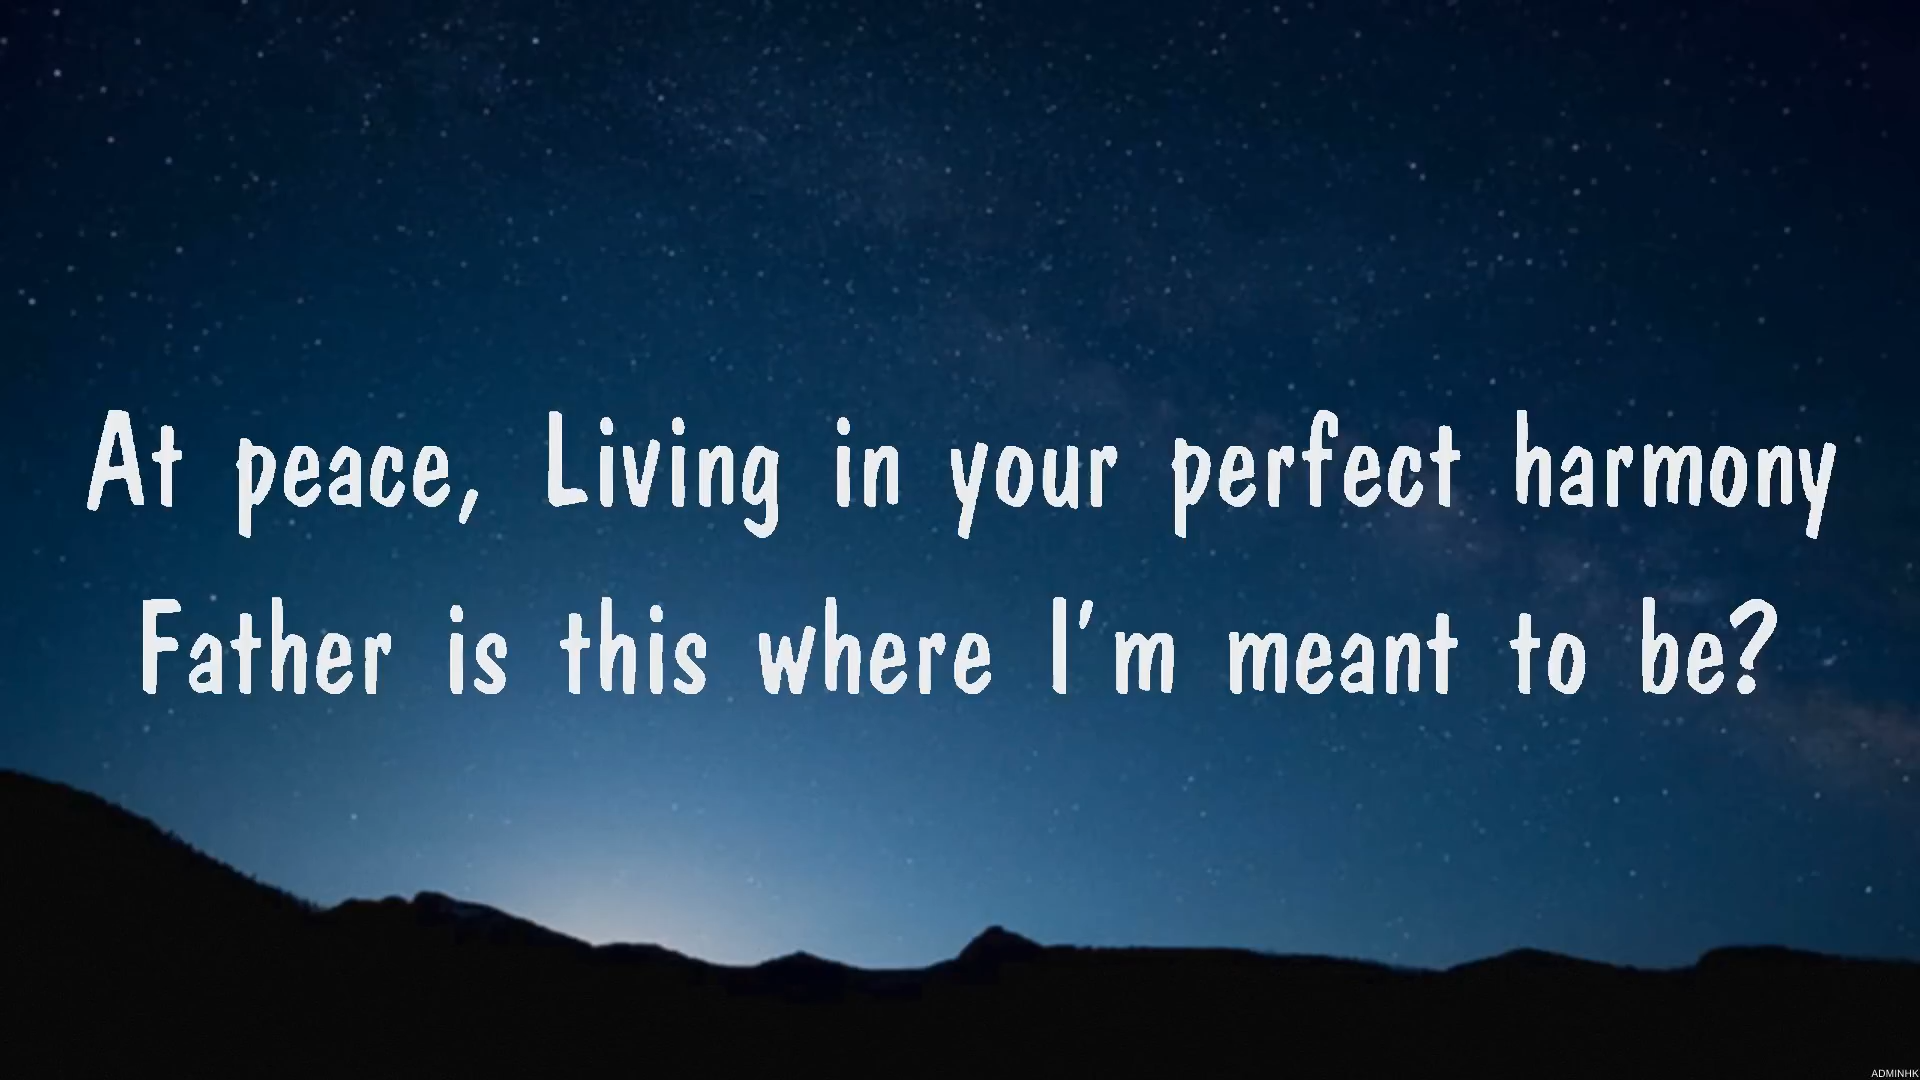 At peace, Living in your perfect harmony
Father is this where I'm meant to be?
ADMINHK